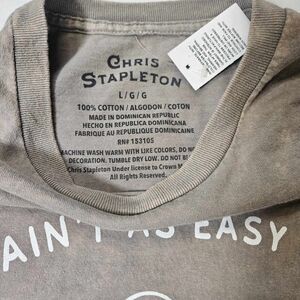 CHRIS
STAPLETON
L/G/G
100% COTTON / ALGODON / COTON
MADE IN DOMINICAN REPUBLIC
HECHO EN REPUBLICA DOMINICANA
FABRIQUE AU REPUBLIQUE DOMINICAINE
RN# 153105
MACHINE WASH WARM WITH LIKE COLORS, DO
DECORATION. TUMBLE DRY LOW. DO NOT
Chris Stapleton Under license to Crown
All Rights Reserved.
AIN'T AS EASY